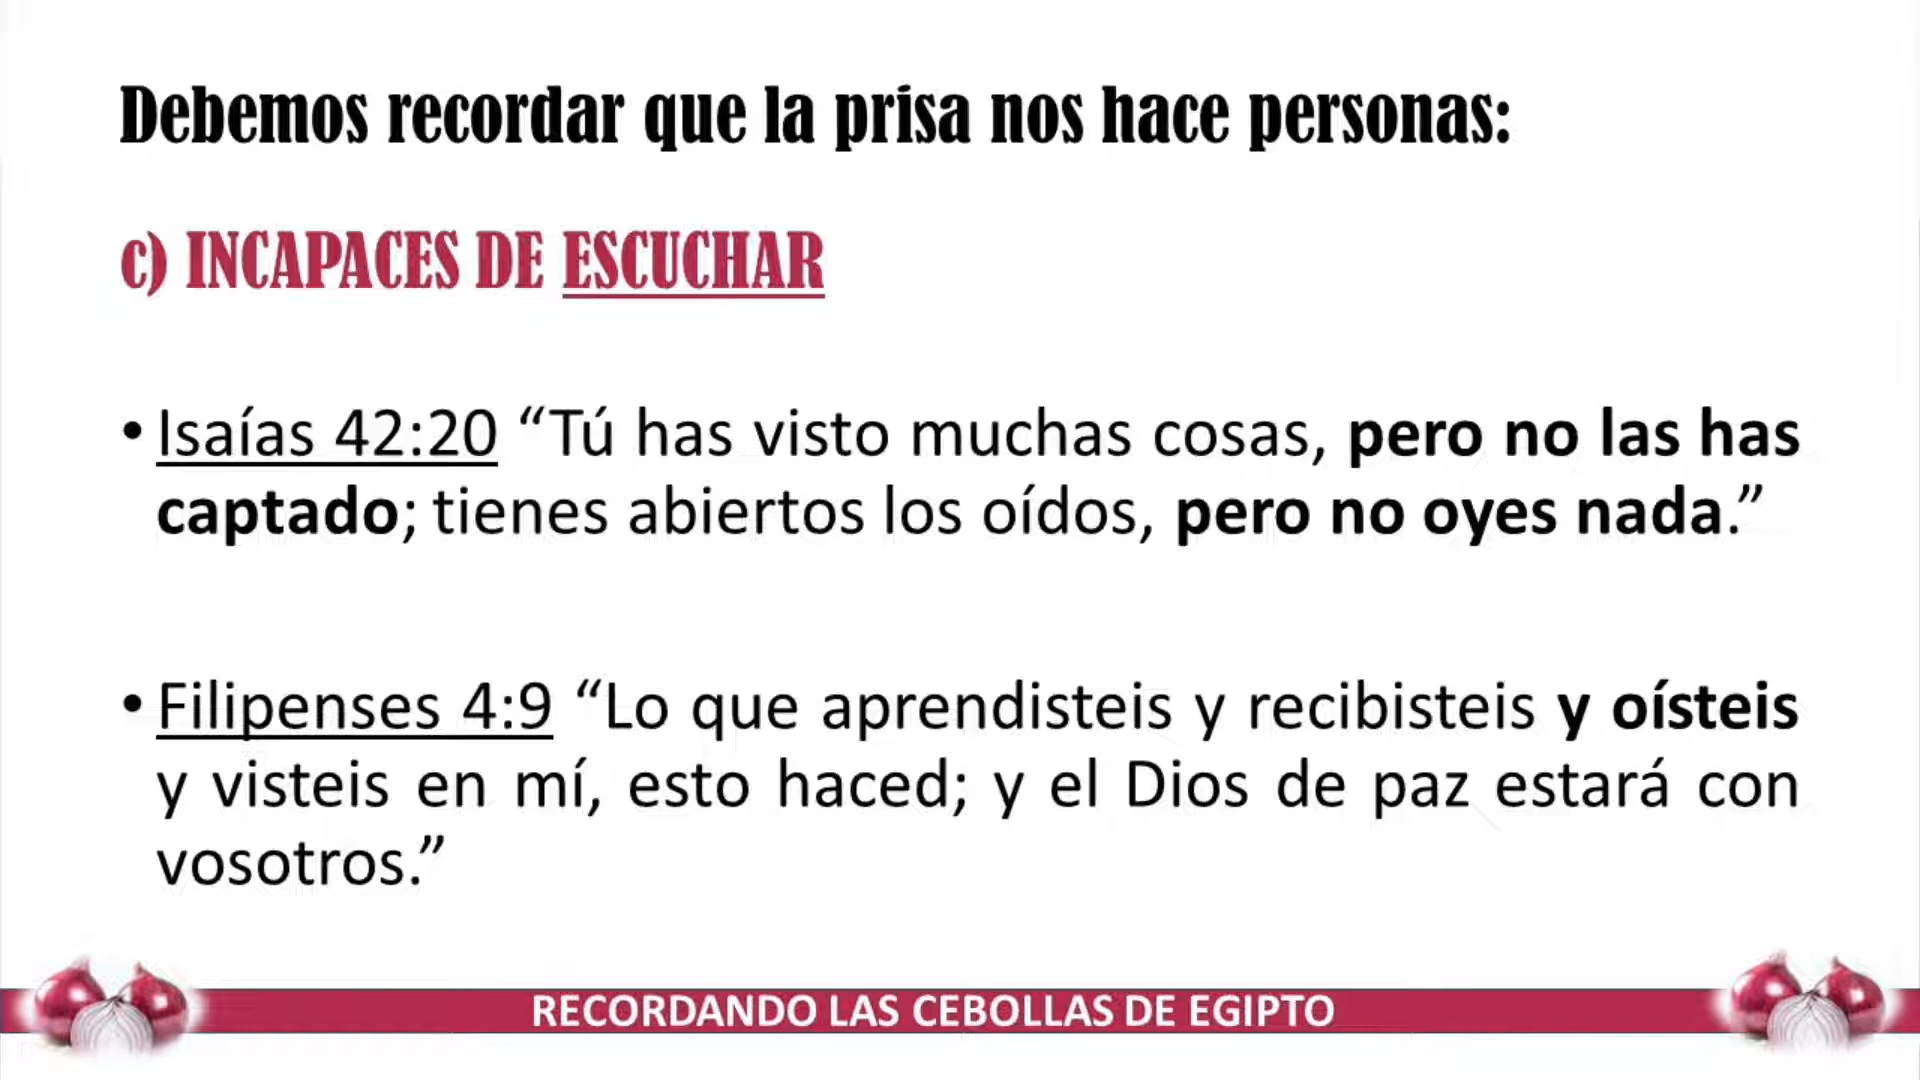 Debemos recordar que la prisa nos hace personas:
c) INCAPACES DE ESCUCHAR
• Isaías 42:20 “Tú has visto muchas cosas, pero no las has
captado; tienes abiertos los oídos, pero no oyes nada.”
• Filipenses 4:9 “Lo que aprendisteis y recibisteis y oísteis
y visteis en mí, esto haced; y el Dios de paz estará con
vosotros.”
RECORDANDO LAS CEBOLLAS DE EGIPTO